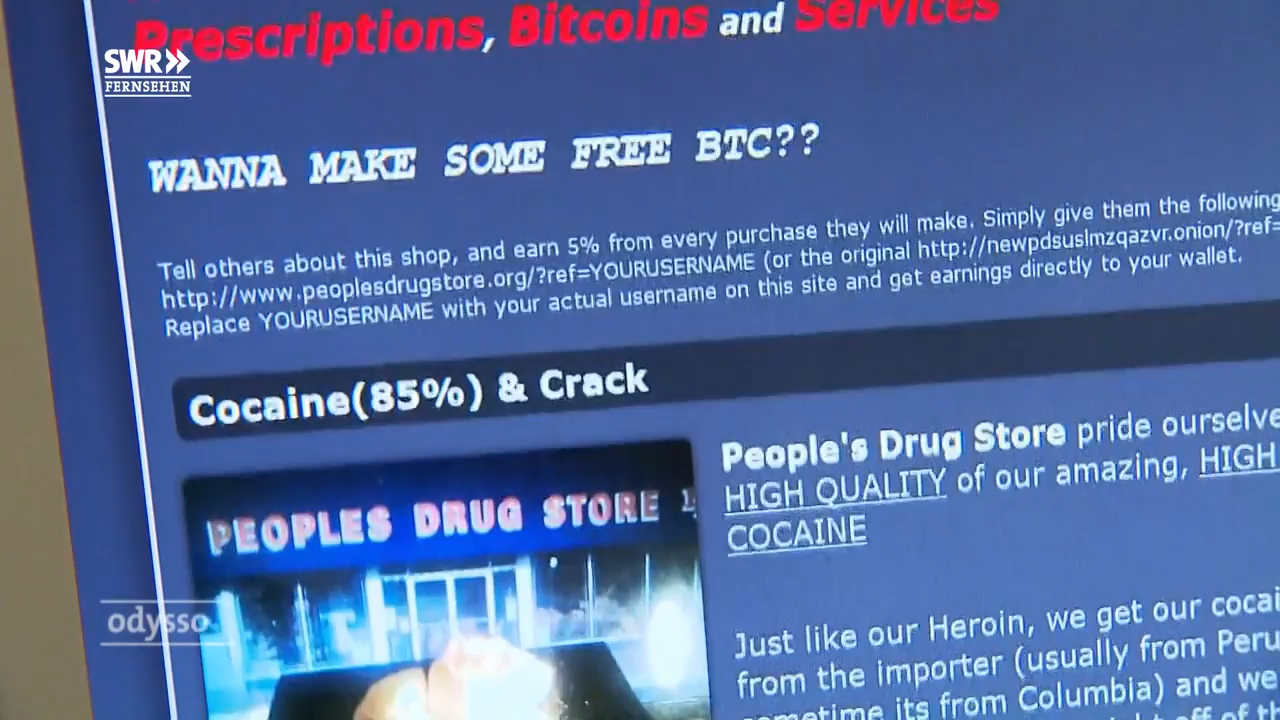 Prescriptions, Bitcoins and Services
SWR
FERNSEHEN
WANNA MAKE SOME FREE BTC??
Tell others about this shop, and earn 5% from every purchase they will make. Simply give them the following
http://www.peoplesdrugstore.org/?ref=YOURUSERNAME (or the original http://newpdsuslmzqazvr.onion/?ref=
Replace YOURUSERNAME with your actual username on this site and get earnings directly to your wallet.
Cocaine(85%) & Crack
People's Drug Store pride ourselve
HIGH QUALITY of our amazing, HIGH
COCAINE
PEOPLES DRUG STORE
odysso
Just like our Heroin, we get our cocai
from the importer (usually from Peru
sometime its from Columbia) and we